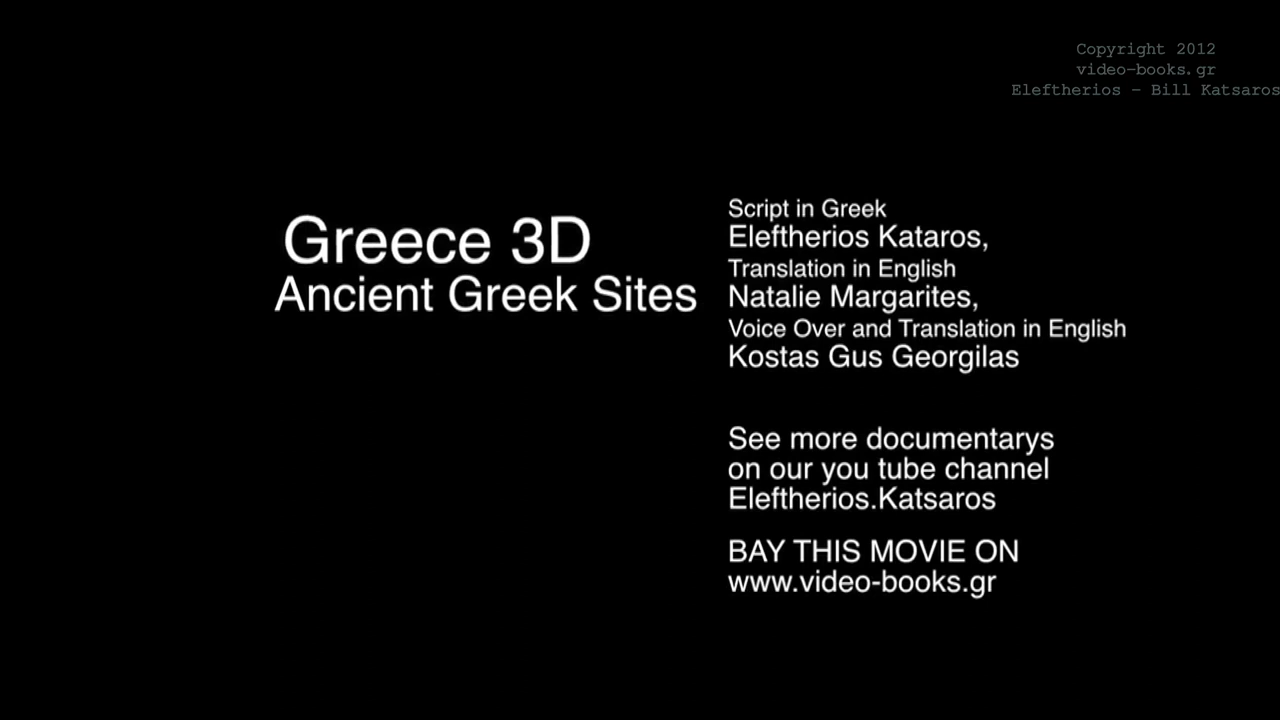 Copyright 2012
video-books.gr
Eleftherios - Bill Katsaros
Greece 3D
Ancient Greek Sites
Script in Greek
Eleftherios Kataros,
Translation in English
Natalie Margarites,
Voice Over and Translation in English
Kostas Gus Georgilas
See more documentarys
on our you tube channel
Eleftherios.Katsaros
BAY THIS MOVIE ON
www.video-books.gr